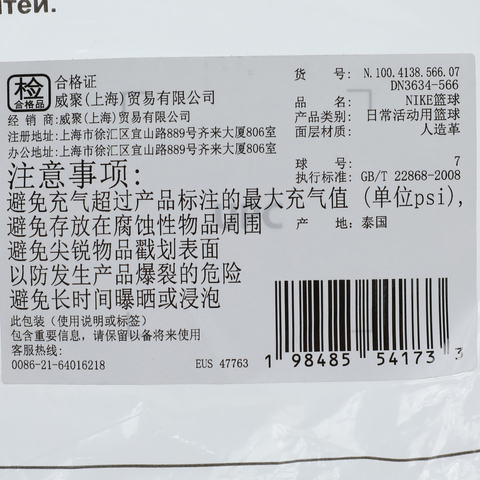 тей.
检
合格品
合格证
威聚(上海)贸易有限公司
经 销 商:威聚(上海)贸易有限公司
注册地址:上海市徐汇区宜山路889号齐来大厦806室
办公地址:上海市徐汇区宜山路889号齐来大厦806室
货 号: N.100.4138.566.07
DN3634-566
品 名: NIKE篮球
产品类别: 日常活动用篮球
面层材质: 人造革
球 号: 7
执行标准: GB/T 22868-2008
产 地: 泰国
注意事项:
避免充气超过产品标注的最大充气值 (单位psi),
避免存放在腐蚀性物品周围
避免尖锐物品戳划表面
以防发生产品爆裂的危险
避免长时间曝晒或浸泡
此包装 (使用说明或标签)
包含重要信息, 请保留以备将来使用
客服热线:
0086-21-64016218
EUS 47763
1 98485 54173 3